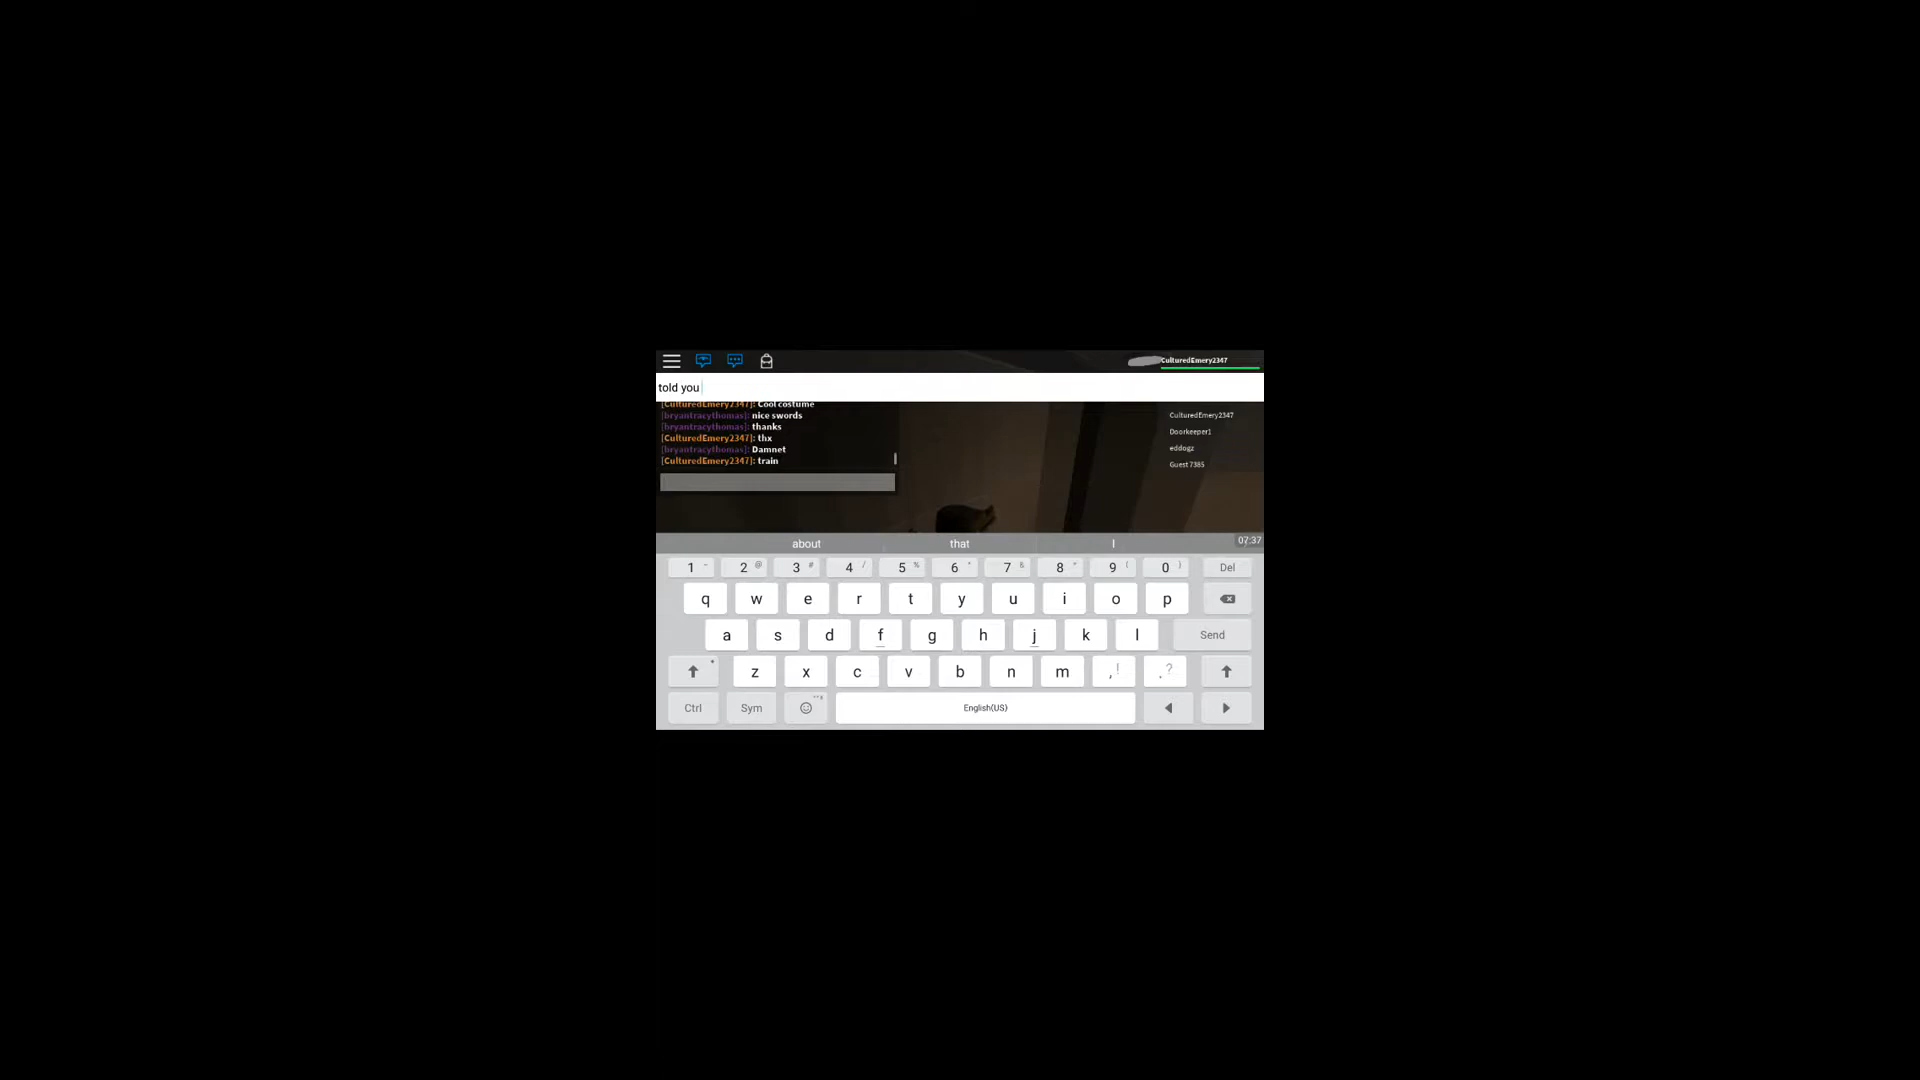 CulturedEmery2347
told you
[CulturedEmery2347]: Cool costume
[bryantracythomas]: nice swords
[bryantracythomas]: thanks
[CulturedEmery2347]: thx
[bryantracythomas]: Damnet
[CulturedEmery2347]: train
CulturedEmery2347
Doorkeeper1
eddogz
Guest 7385
about that I 07:37
1 2 @ 3 # 4 / 5 % 6 7 & 8 * 9 ( 0 ) Del
q w e r t y u i o p
a s d f g h j k l Send
z x c v b n m , ! . ?
Ctrl Sym English(US)